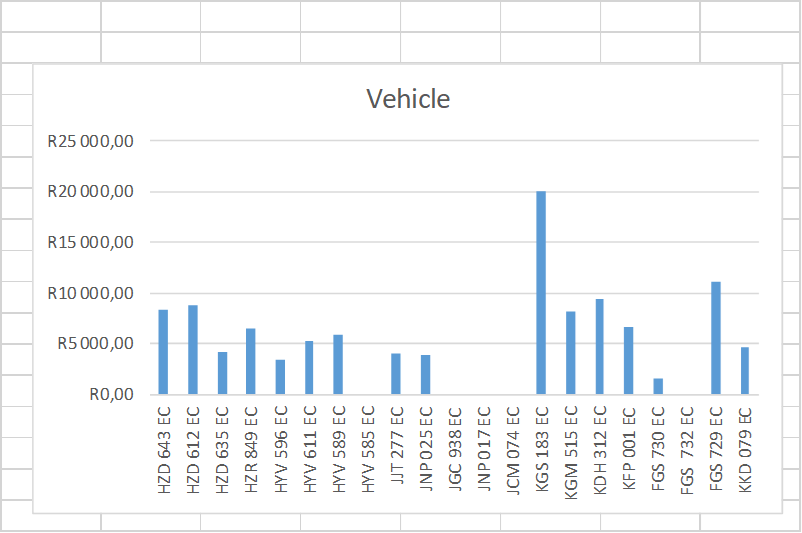 Vehicle
R25 000,00
R20 000,00
R15 000,00
R10 000,00
R5 000,00
R0,00
HZD 643 EC
HZD 612 EC
HZD 635 EC
HZR 849 EC
HYV 596 EC
HYV 611 EC
HYV 589 EC
HYV 585 EC
JJT 277 EC
JNP 025 EC
JGC 938 EC
JNP 017 EC
JCM 074 EC
KGS 183 EC
KGM 515 EC
KDH 312 EC
KFP 001 EC
FGS 730 EC
FGS 732 EC
FGS 729 EC
KKD 079 EC